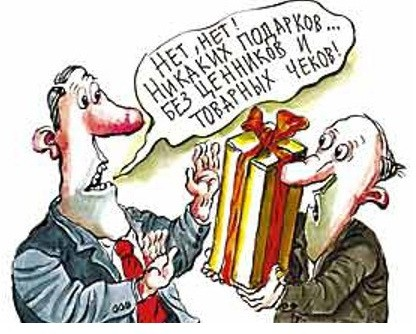 НЕТ, НЕТ!
НИКАКИХ ПОДАРКОВ...
БЕЗ ЦЕННИКОВ И
ТОВАРНЫХ ЧЕКОВ!